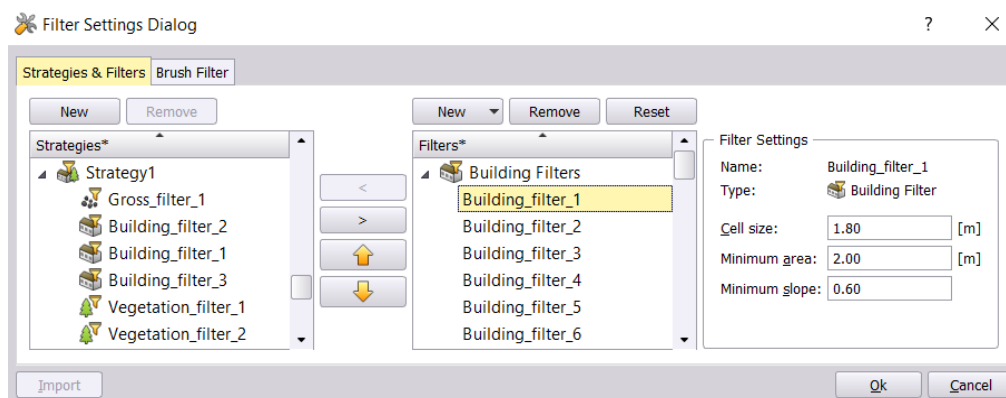 Filter Settings Dialog ? ×
Strategies & Filters Brush Filter
New Remove
Strategies*
Strategy1
Gross_filter_1
Building_filter_2
Building_filter_1
Building_filter_3
Vegetation_filter_1
Vegetation_filter_2
<
>
New Remove Reset
Filters*
Building Filters
Building_filter_1
Building_filter_2
Building_filter_3
Building_filter_4
Building_filter_5
Building_filter_6
Filter Settings
Name: Building_filter_1
Type: Building Filter
Cell size: 1.80 [m]
Minimum area: 2.00 [m]
Minimum slope: 0.60
Import Ok Cancel